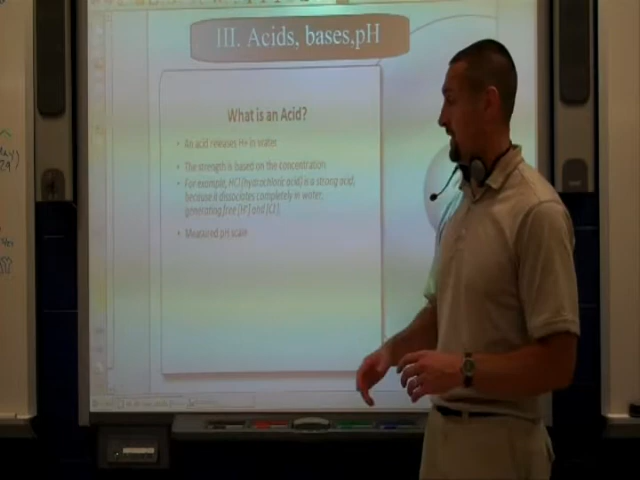 III. Acids, bases,pH
What is an Acid?
• An acid releases H+ in water
• The strength is based on the concentration
• For example, HCl (hydrochloric acid) is a strong acid,
because it dissociates completely in water,
generating free [H⁺] and [Cl⁻].
• Measured pH scale